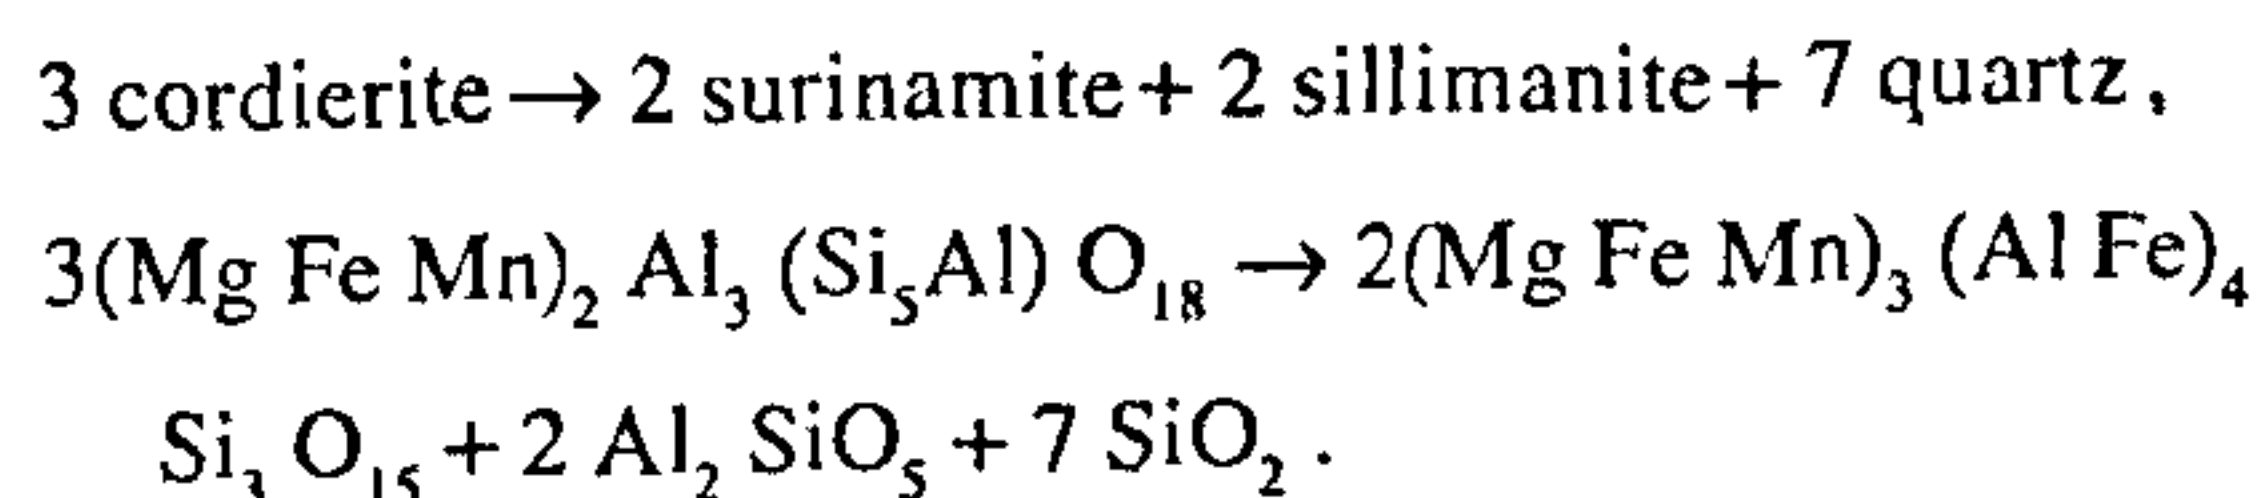 3 cordierite → 2 surinamite + 2 sillimanite + 7 quartz,
3(Mg Fe Mn)₂ Al₃ (Si₅Al) O₁₈ → 2(Mg Fe Mn)₃ (Al Fe)₄
Si₃ O₁₅ + 2 Al₂ SiO₅ + 7 SiO₂.